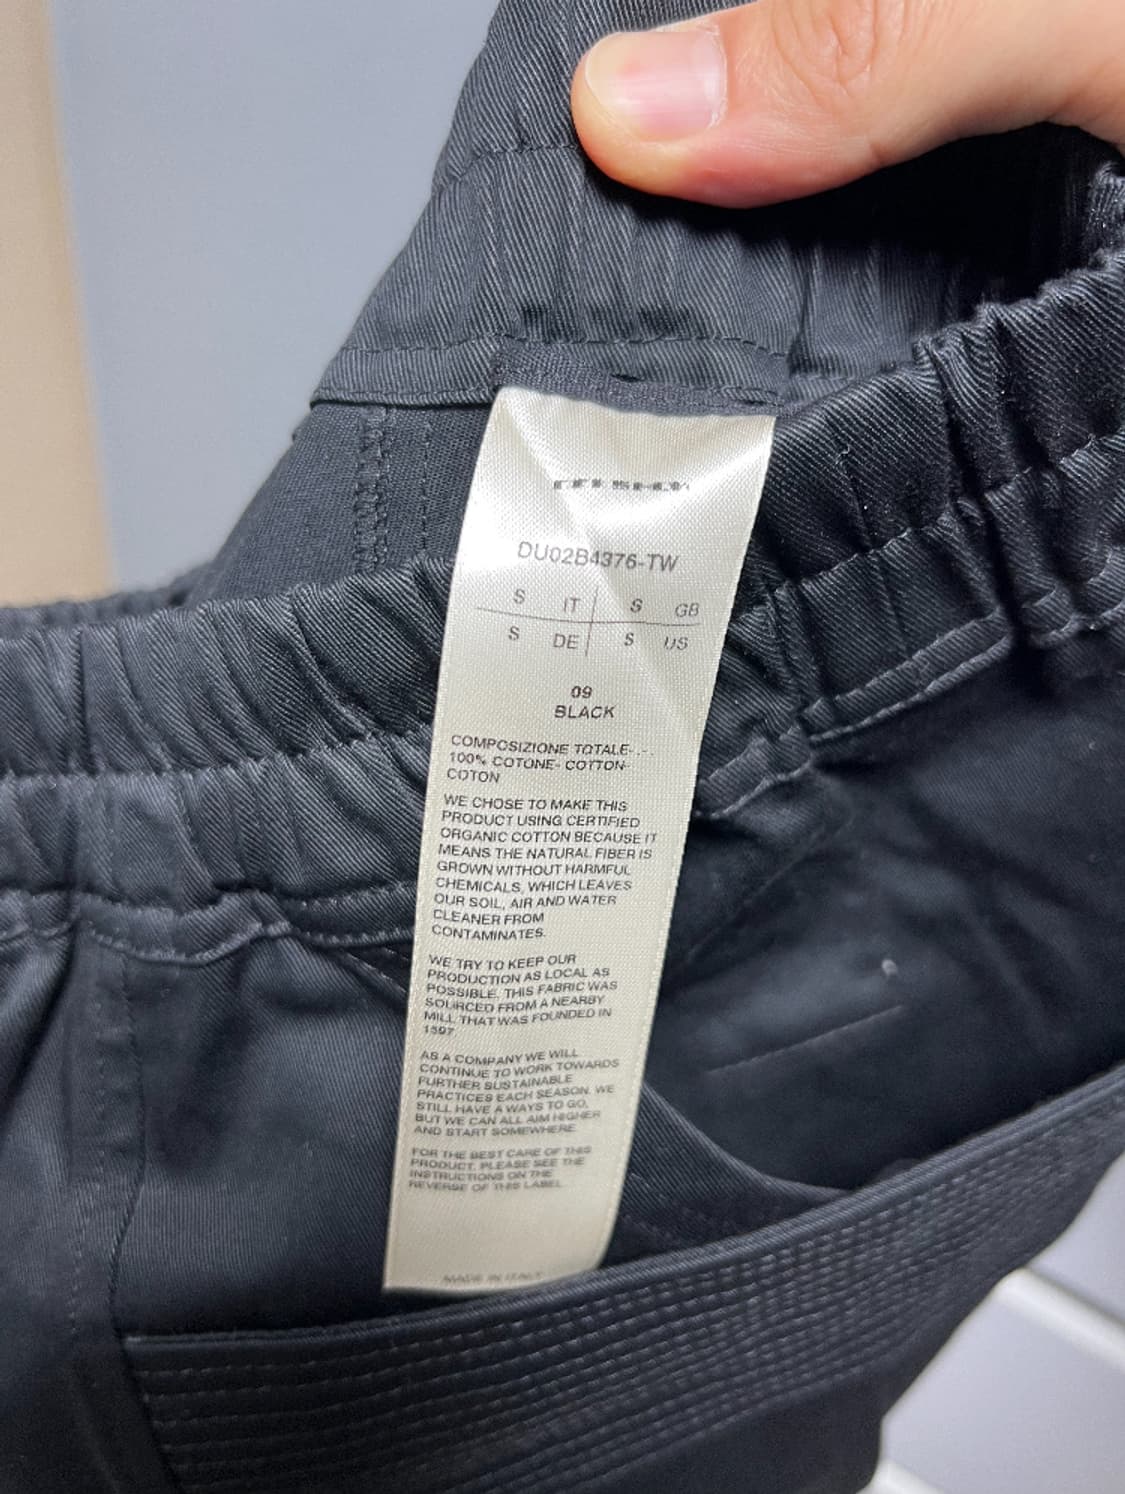 DU02B4376-TW
S IT S GB
S DE S US
09
BLACK
COMPOSIZIONE TOTALE-.-.
100% COTONE- COTTON-
COTON
WE CHOSE TO MAKE THIS
PRODUCT USING CERTIFIED
ORGANIC COTTON BECAUSE IT
MEANS THE NATURAL FIBER IS
GROWN WITHOUT HARMFUL
CHEMICALS, WHICH LEAVES
OUR SOIL, AIR AND WATER
CLEANER FROM
CONTAMINATES.
WE TRY TO KEEP OUR
PRODUCTION AS LOCAL AS
POSSIBLE. THIS FABRIC WAS
SOURCED FROM A NEARBY
MILL THAT WAS FOUNDED IN
AS A COMPANY WE WILL
CONTINUE TO WORK TOWARDS
FURTHER SUSTAINABLE
PRACTICES EACH SEASON. WE
STILL HAVE A WAYS TO GO,
BUT WE CAN ALL AIM HIGHER
AND START SOMEWHERE.
FOR THE BEST CARE OF THIS
PRODUCT, PLEASE SEE THE
INSTRUCTIONS ON THE
REVERSE OF THIS LABEL.
MADE IN ITALY